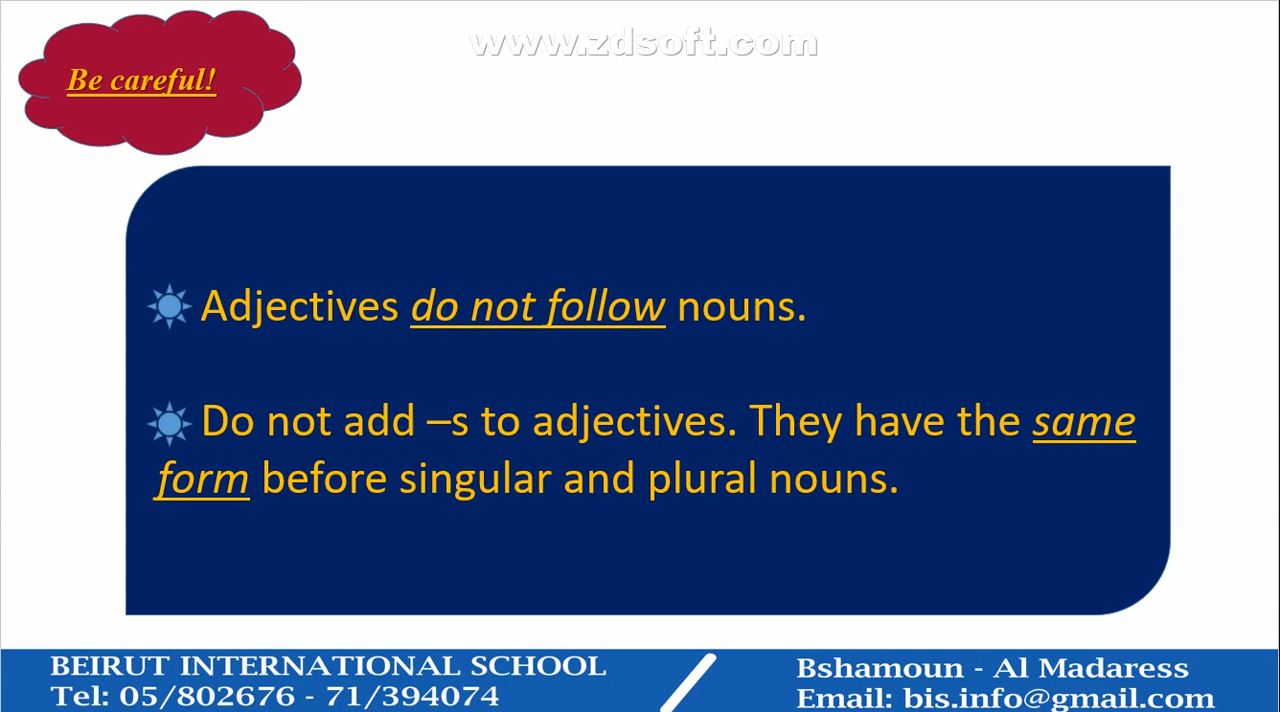 www.zdsoft.com
Be careful!
Adjectives do not follow nouns.
Do not add –s to adjectives. They have the same
form before singular and plural nouns.
BEIRUT INTERNATIONAL SCHOOL
Tel: 05/802676 - 71/394074
Bshamoun - Al Madaress
Email: bis.info@gmail.com